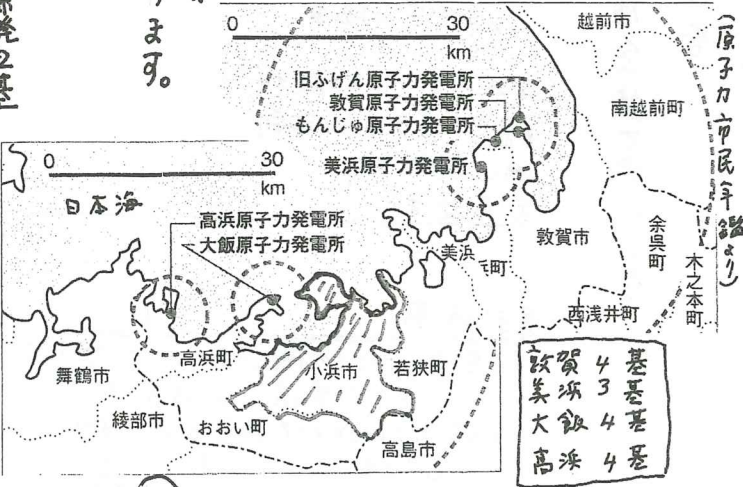 ます。
原発12基
0 30
km
越前市
旧ふげん原子力発電所
敦賀原子力発電所
もんじゅ原子力発電所
美浜原子力発電所
南越前町
(原子力市民年鑑より)
0 30
km
日本海
高浜原子力発電所
大飯原子力発電所
美浜
兵町
敦賀市
余呉町
木之本町
西浅井町
舞鶴市
高浜町
小浜市
若狭町
綾部市
おおい町
高島市
敦賀 4基
美浜 3基
大飯 4基
高浜 4基